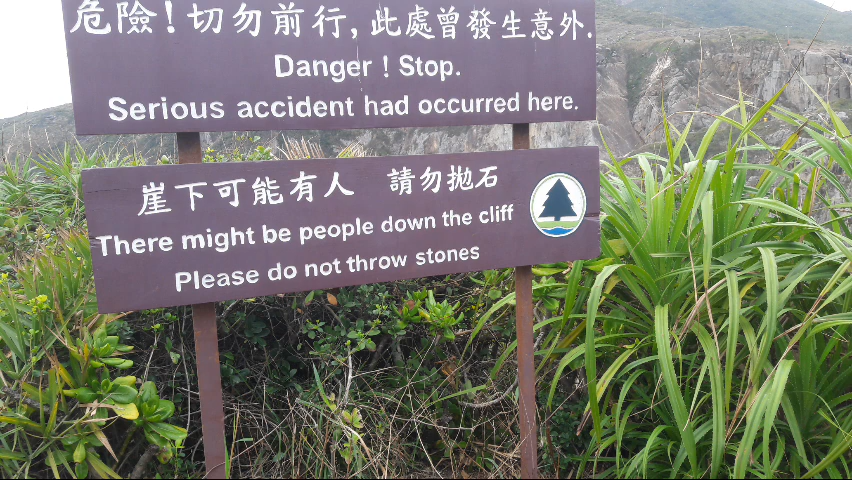 危險！切勿前行，此處曾發生意外．
Danger ! Stop.
Serious accident had occurred here.
崖下可能有人　請勿拋石
There might be people down the cliff
Please do not throw stones